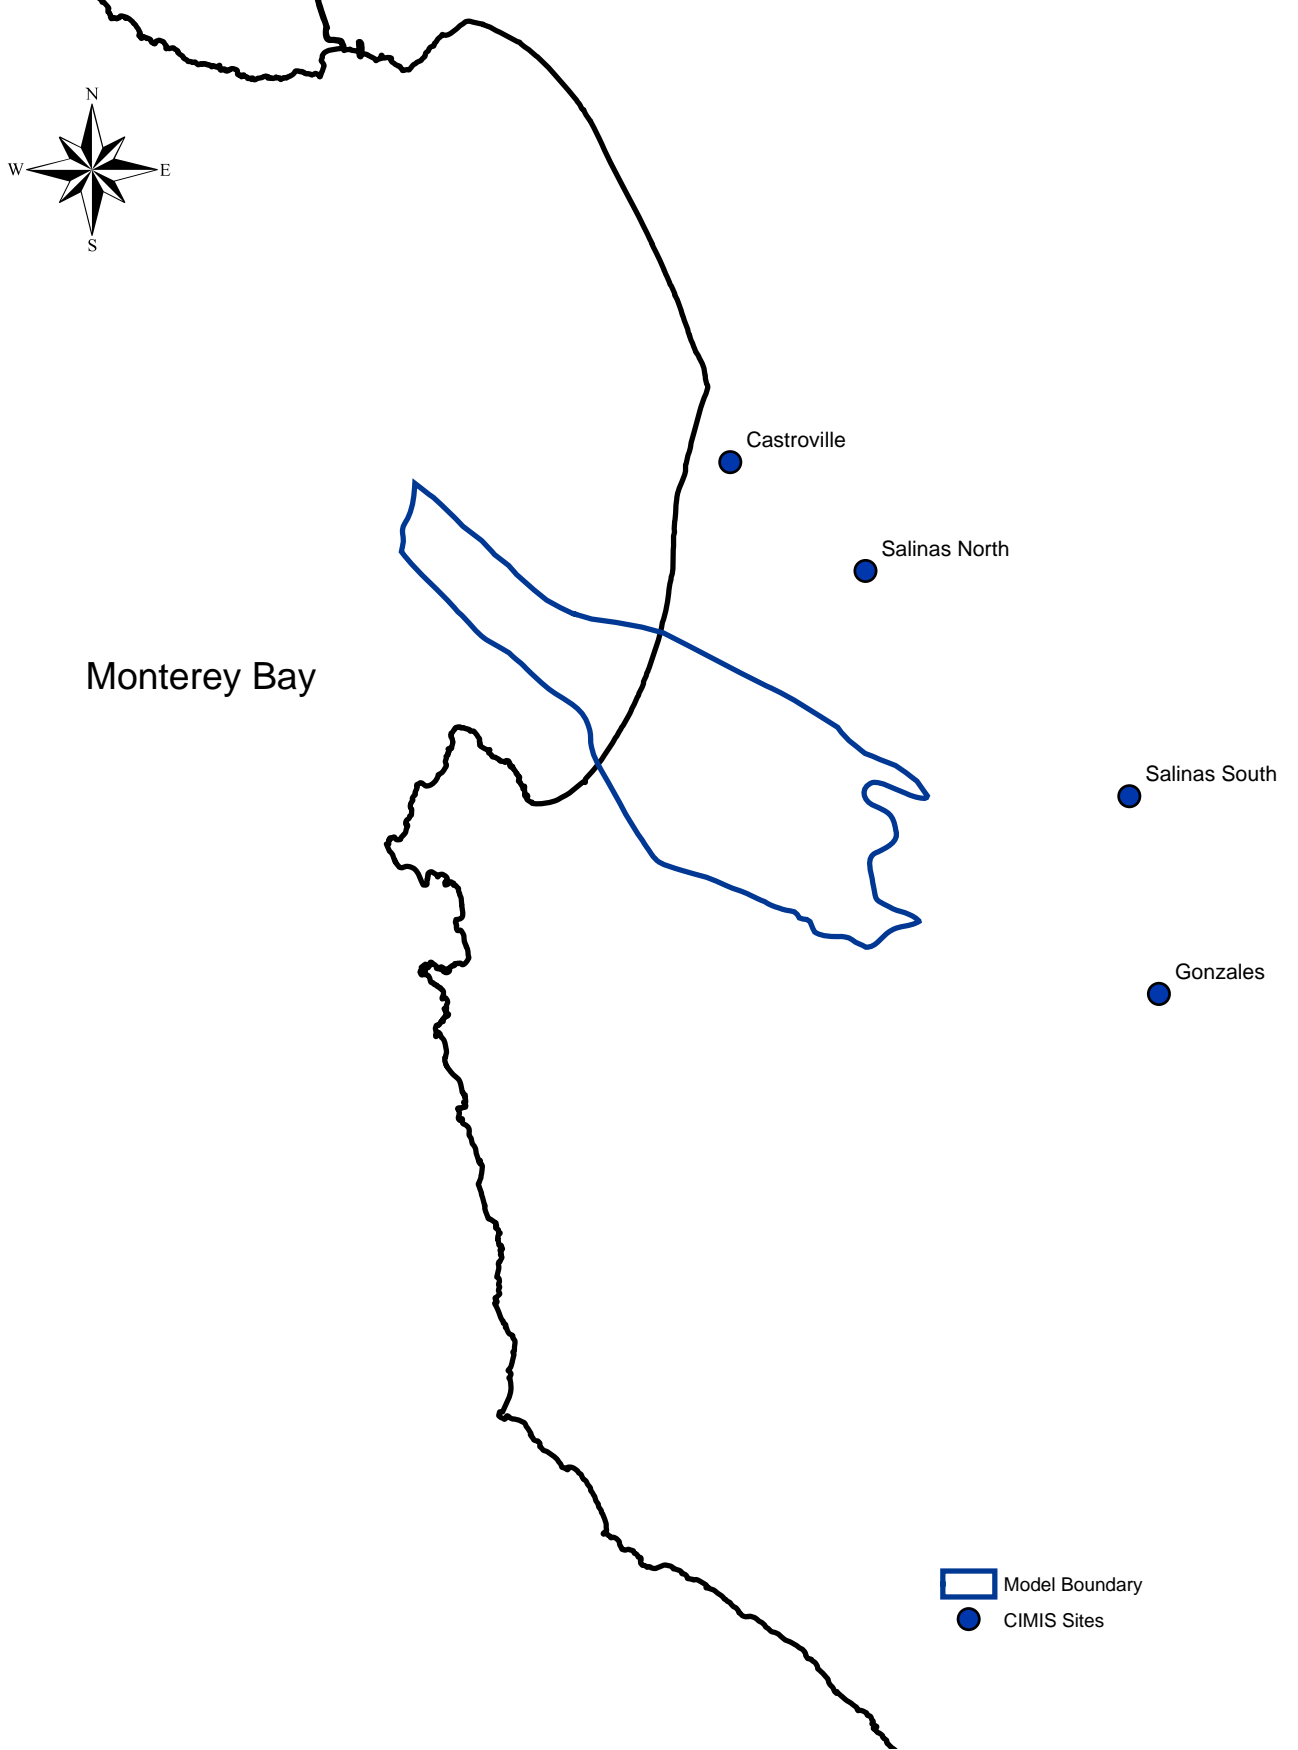 N
W
E
S
Castroville
Salinas North
Monterey Bay
Salinas South
Gonzales
Model Boundary
CIMIS Sites